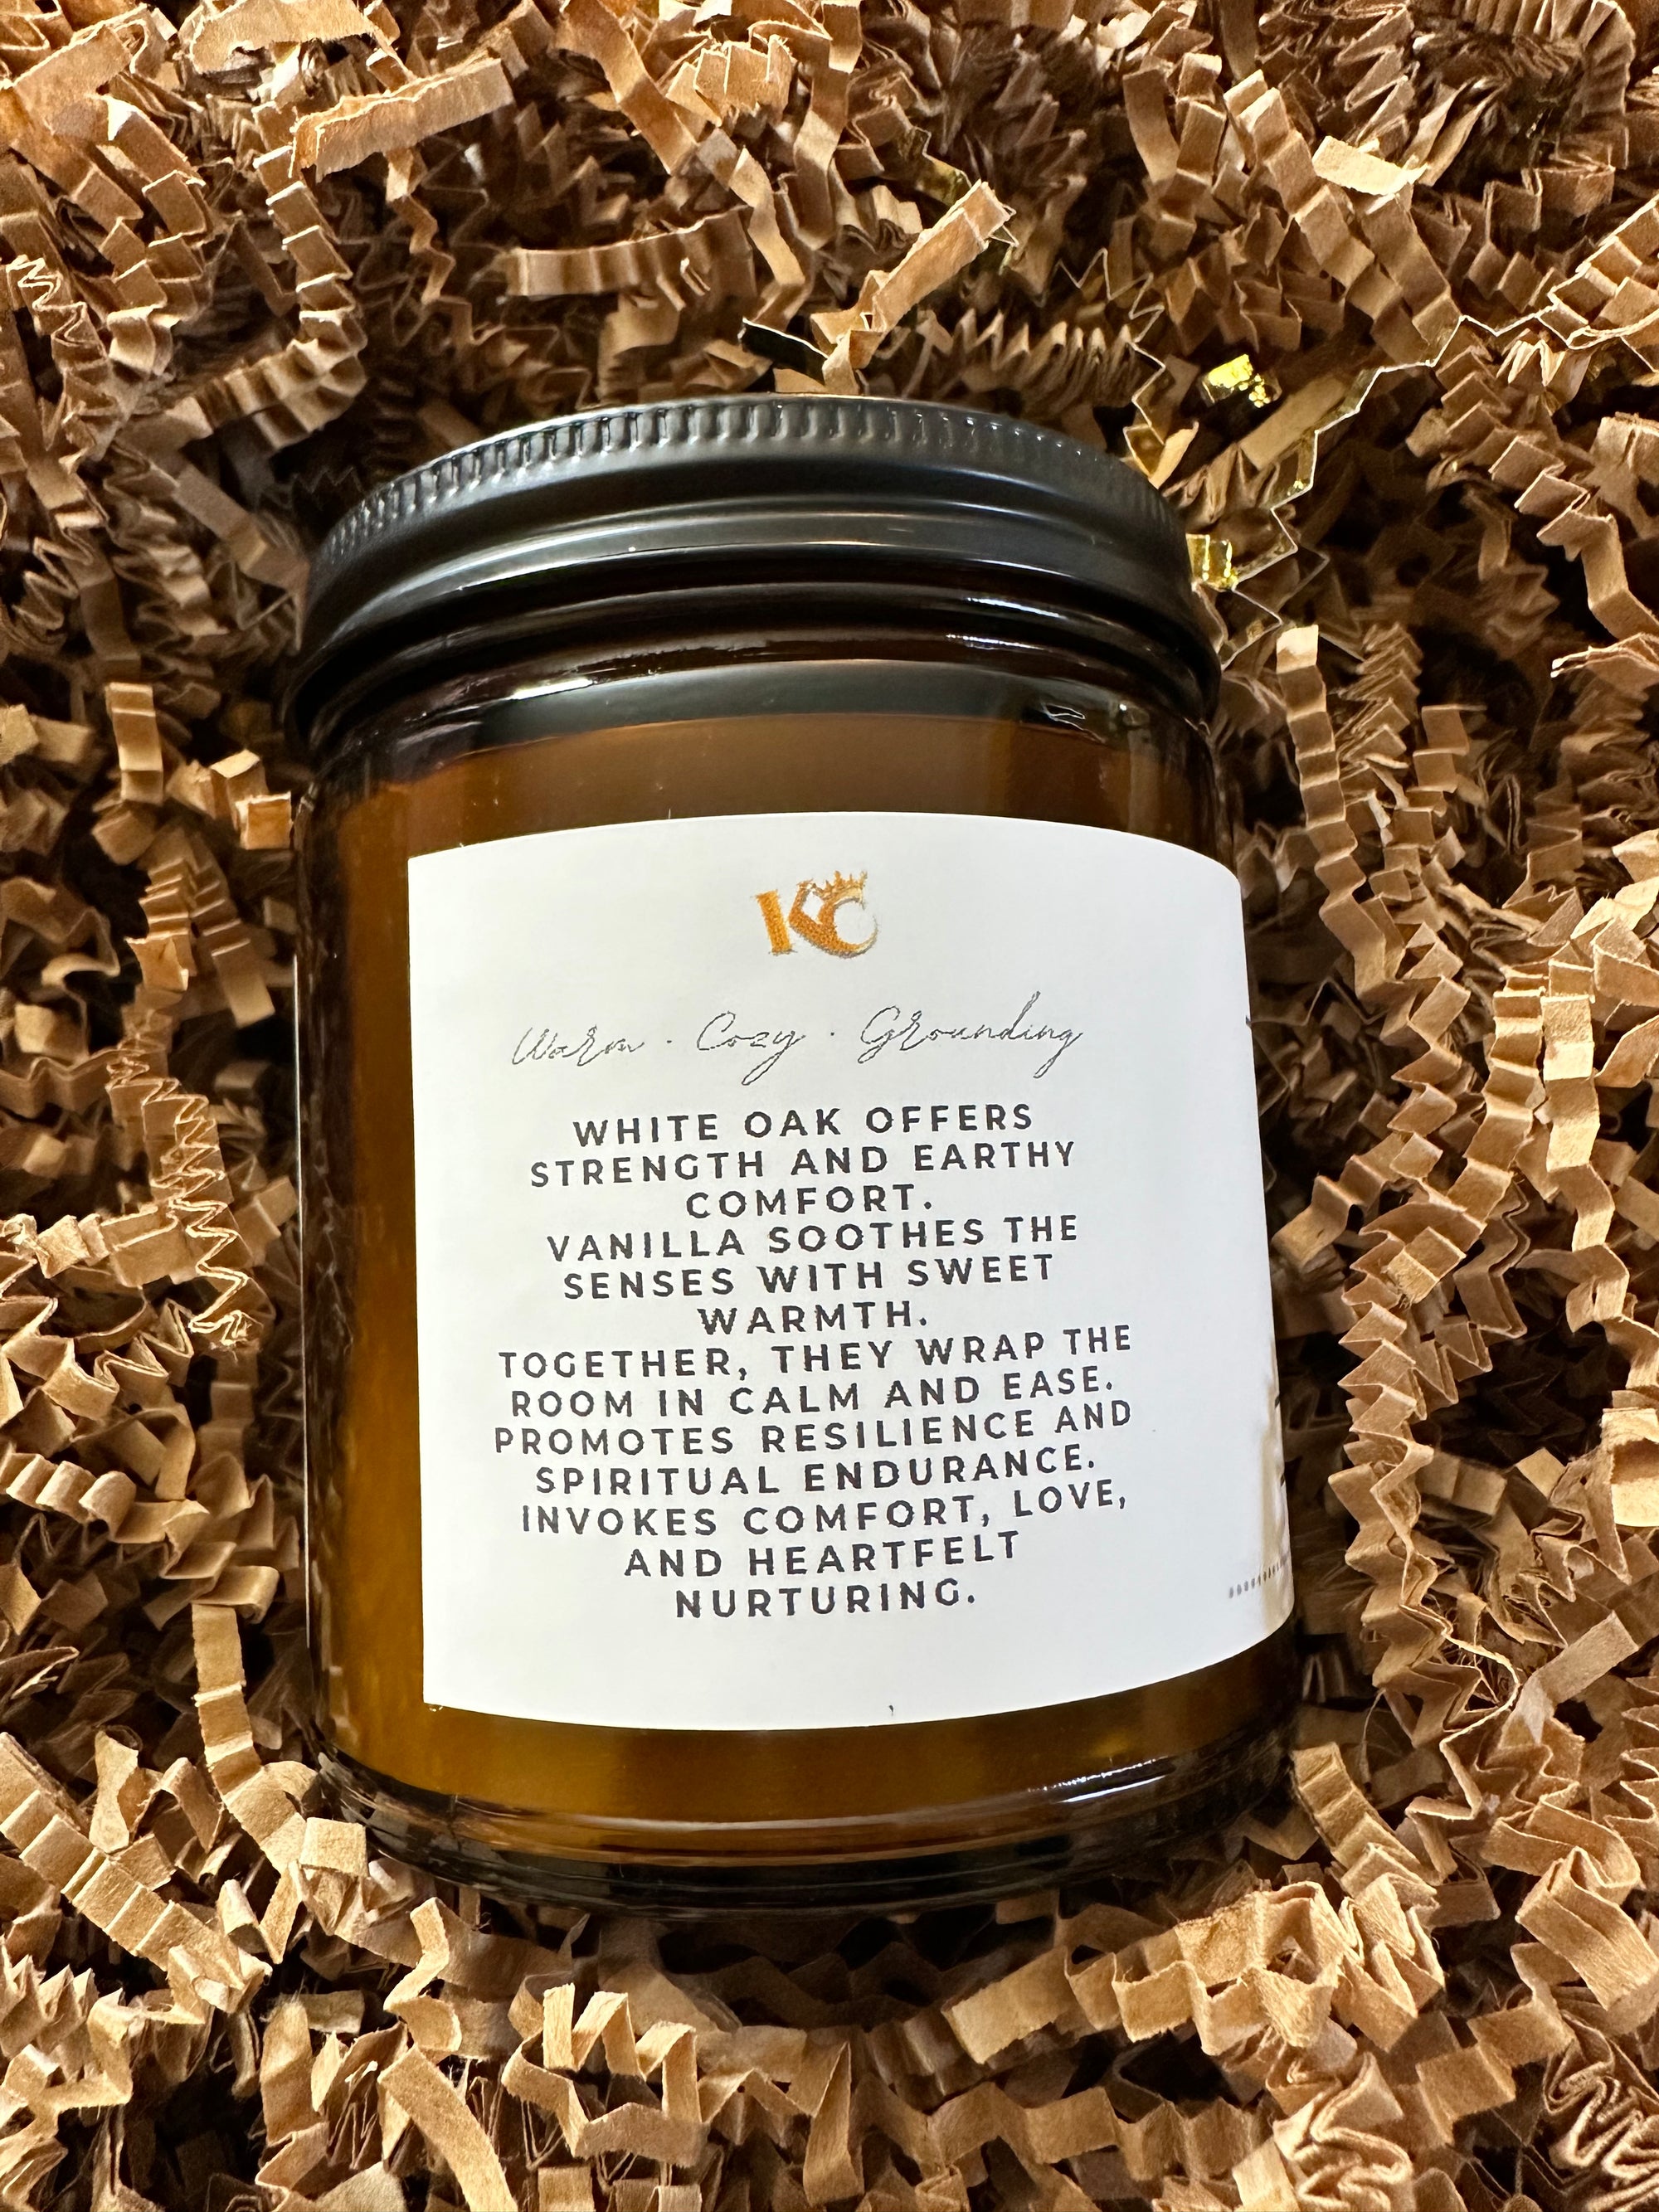 KC
Warm · Cozy · Grounding
WHITE OAK OFFERS
STRENGTH AND EARTHY
COMFORT.
VANILLA SOOTHES THE
SENSES WITH SWEET
WARMTH.
TOGETHER, THEY WRAP THE
ROOM IN CALM AND EASE.
PROMOTES RESILIENCE AND
SPIRITUAL ENDURANCE.
INVOKES COMFORT, LOVE,
AND HEARTFELT
NURTURING.